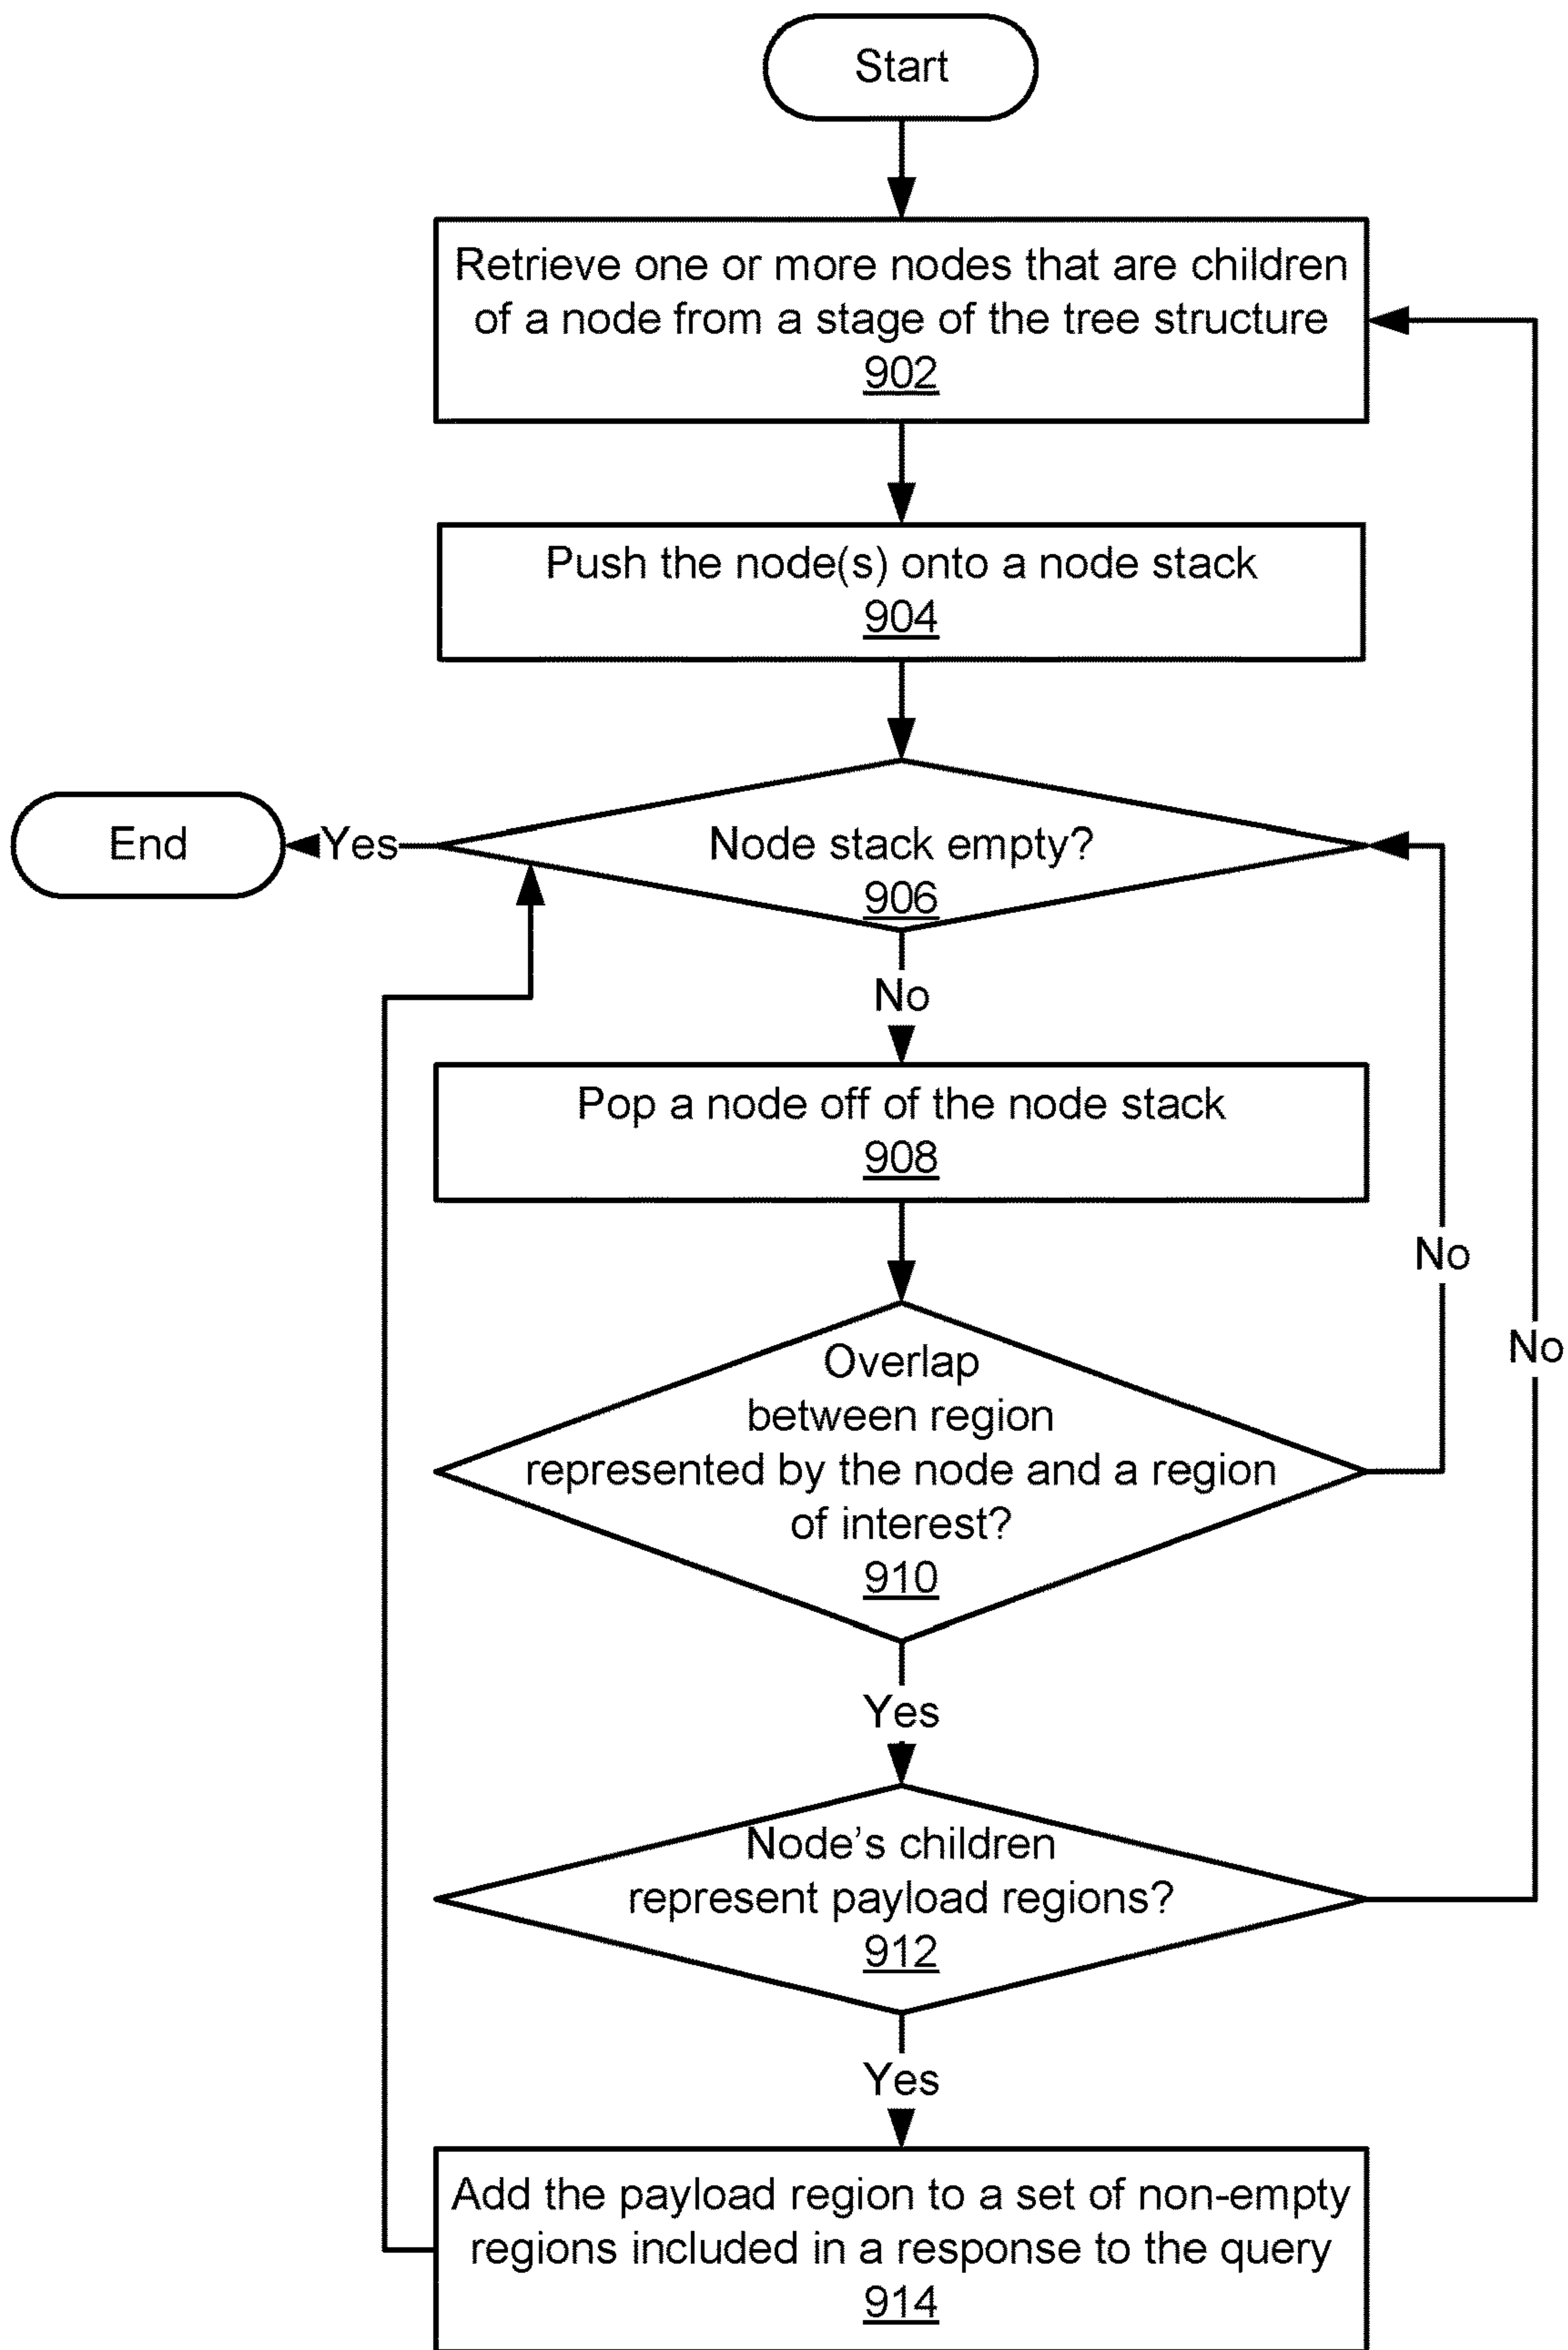 Start
Retrieve one or more nodes that are children
of a node from a stage of the tree structure
902
Push the node(s) onto a node stack
904
End
Yes
Node stack empty?
906
No
Pop a node off of the node stack
908
No
No
Overlap
between region
represented by the node and a region
of interest?
910
Yes
Node's children
represent payload regions?
912
Yes
Add the payload region to a set of non-empty
regions included in a response to the query
914